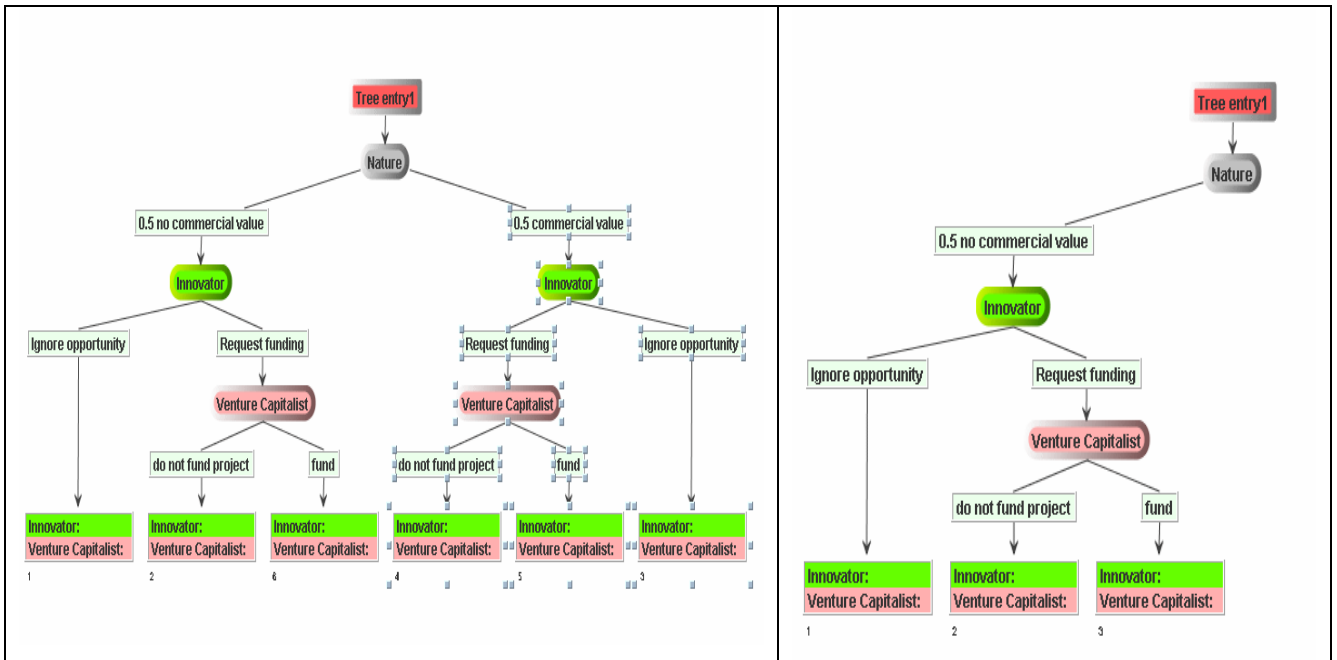 Tree entry1
Nature
0.5 no commercial value
0.5 commercial value
Innovator
Innovator
Ignore opportunity
Request funding
Request funding
Ignore opportunity
Venture Capitalist
Venture Capitalist
do not fund project
fund
do not fund project
fund
Innovator:
Venture Capitalist:
1
Innovator:
Venture Capitalist:
2
Innovator:
Venture Capitalist:
6
Innovator:
Venture Capitalist:
4
Innovator:
Venture Capitalist:
5
Innovator:
Venture Capitalist:
3
Tree entry1
Nature
0.5 no commercial value
Innovator
Ignore opportunity
Request funding
Venture Capitalist
do not fund project
fund
Innovator:
Venture Capitalist:
1
Innovator:
Venture Capitalist:
2
Innovator:
Venture Capitalist:
3